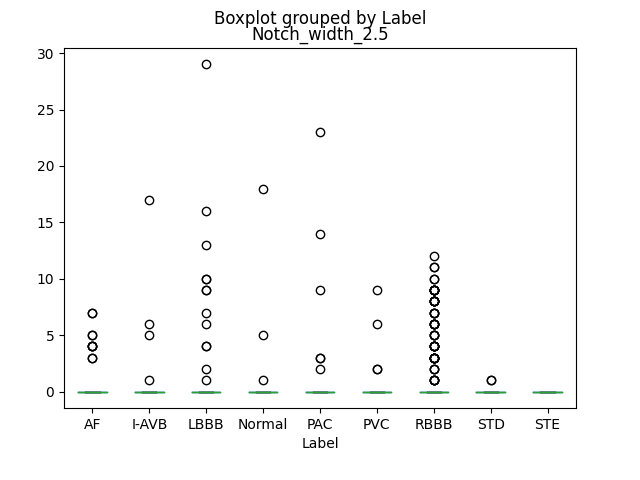 Boxplot grouped by Label
Notch_width_2.5
30
25
20
15
10
5
0
AF I-AVB LBBB Normal PAC PVC RBBB STD STE
Label